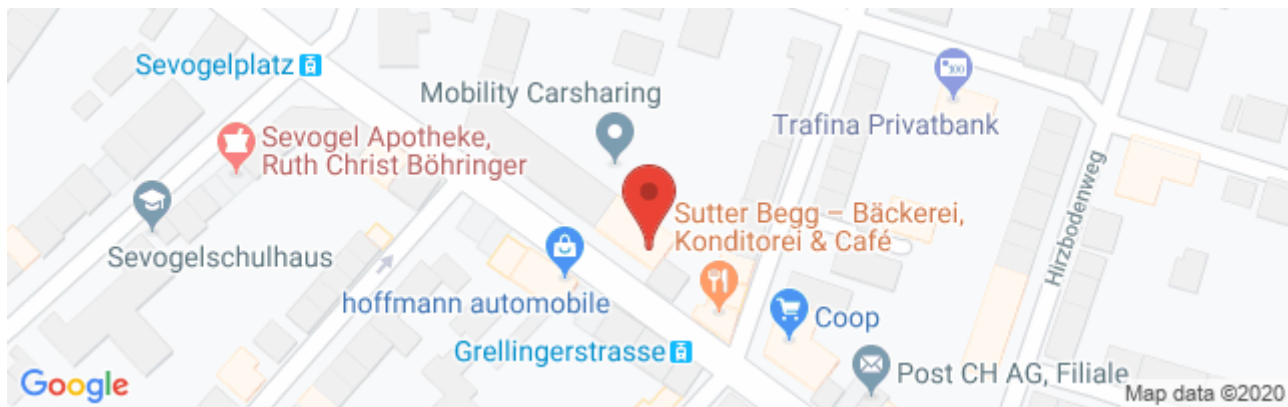 Sevogelplatz
100
Mobility Carsharing
Trafina Privatbank
Sevogel Apotheke,
Ruth Christ Böhringer
Hirzbodenweg
Sutter Begg – Bäckerei,
Konditorei & Café
Sevogelschulhaus
hoffmann automobile
Coop
Grellingerstrasse
Post CH AG, Filiale
Google
Map data ©2020